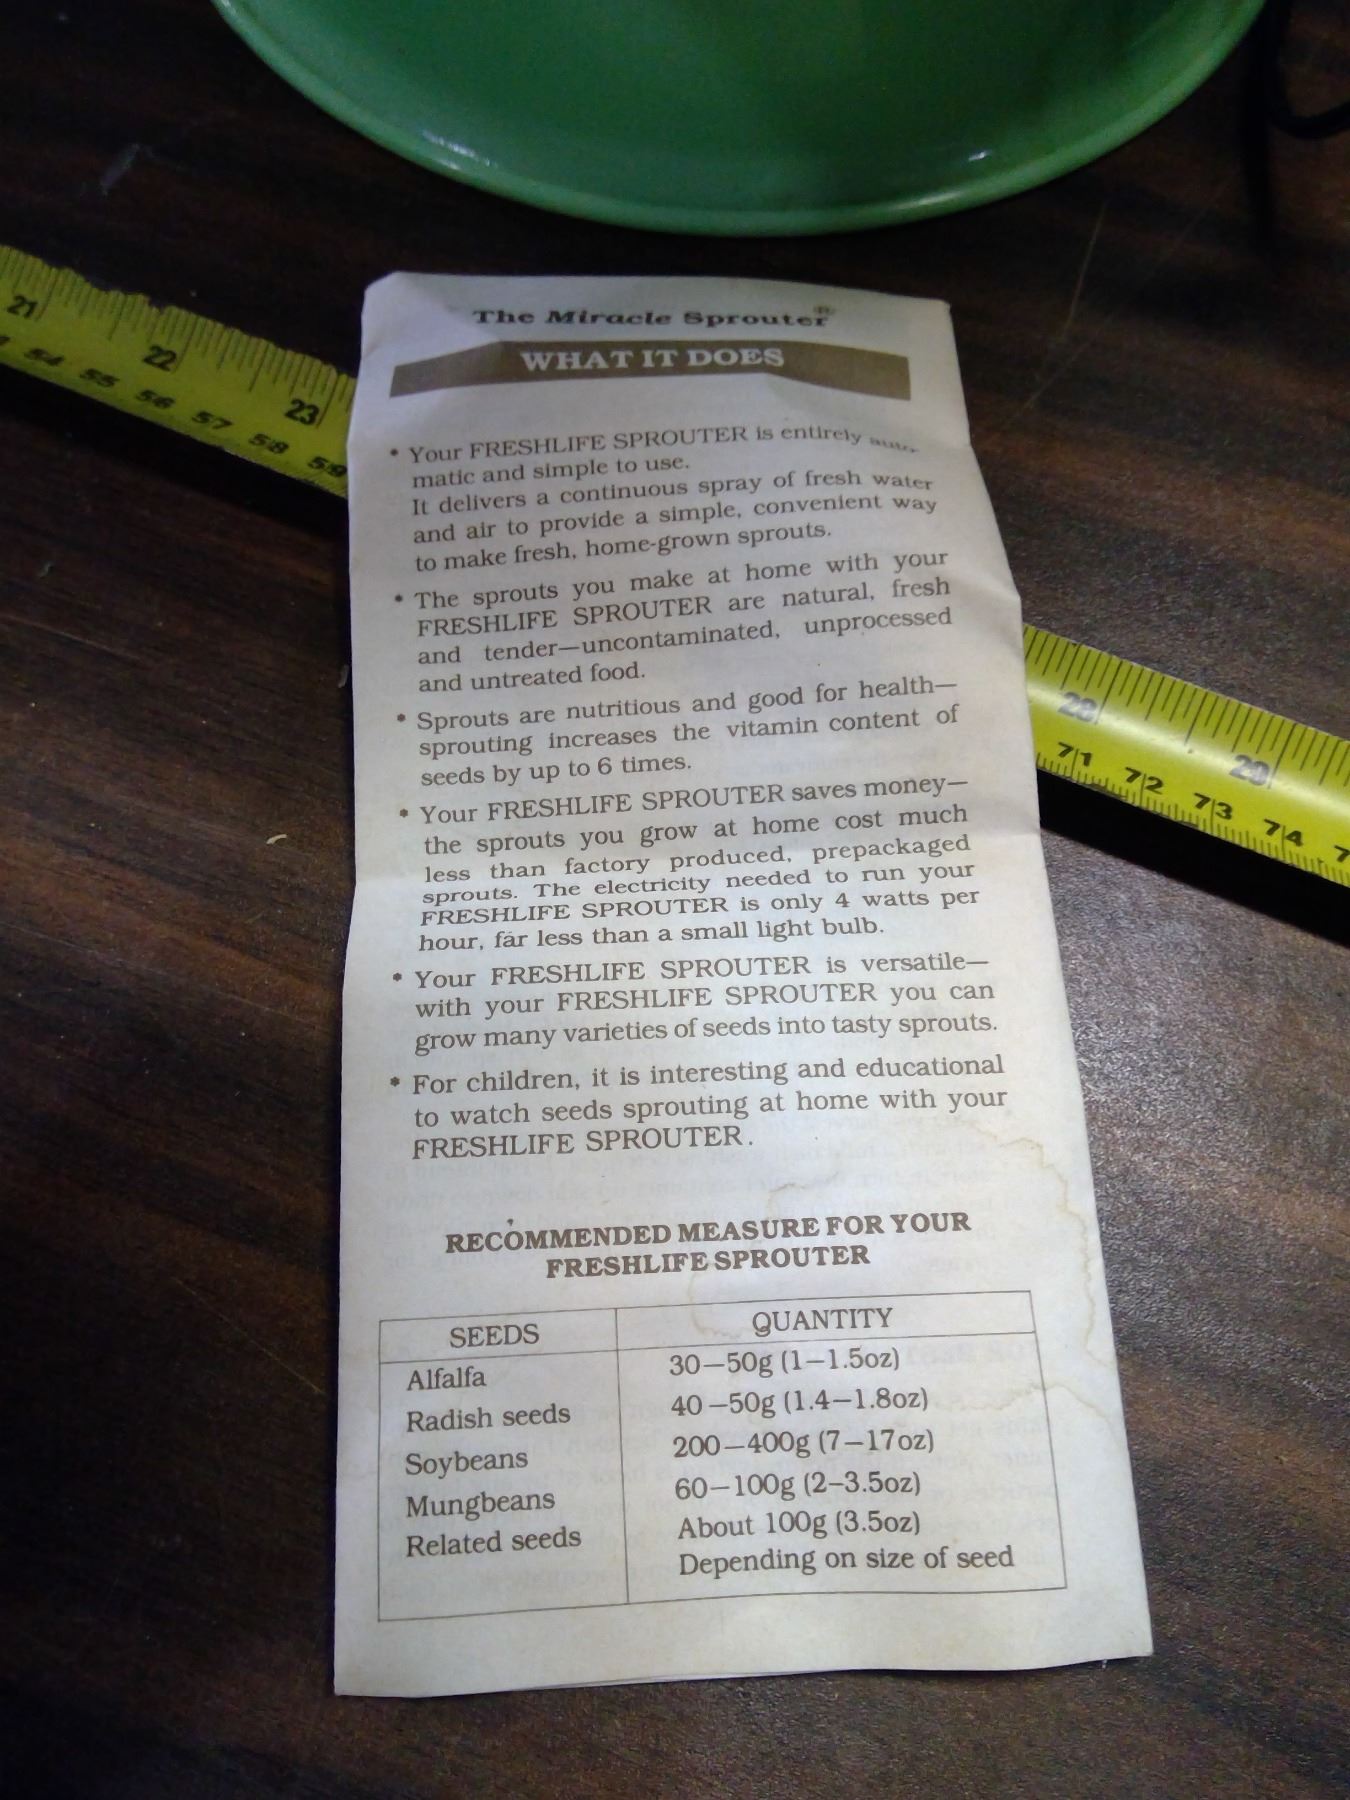 The Miracle Sprouter®
WHAT IT DOES
* Your FRESHLIFE SPROUTER is entirely auto-
matic and simple to use.
It delivers a continuous spray of fresh water
and air to provide a simple, convenient way
to make fresh, home-grown sprouts.
* The sprouts you make at home with your
FRESHLIFE SPROUTER are natural, fresh
and tender—uncontaminated, unprocessed
and untreated food.
* Sprouts are nutritious and good for health—
sprouting increases the vitamin content of
seeds by up to 6 times.
* Your FRESHLIFE SPROUTER saves money—
the sprouts you grow at home cost much
less than factory produced, prepackaged
sprouts. The electricity needed to run your
FRESHLIFE SPROUTER is only 4 watts per
hour, far less than a small light bulb.
* Your FRESHLIFE SPROUTER is versatile—
with your FRESHLIFE SPROUTER you can
grow many varieties of seeds into tasty sprouts.
* For children, it is interesting and educational
to watch seeds sprouting at home with your
FRESHLIFE SPROUTER.
RECOMMENDED MEASURE FOR YOUR
FRESHLIFE SPROUTER
SEEDS QUANTITY
Alfalfa 30—50g (1—1.5oz)
Radish seeds 40—50g (1.4—1.8oz)
Soybeans 200—400g (7—17oz)
Mungbeans 60—100g (2–3.5oz)
Related seeds About 100g (3.5oz)
Depending on size of seed
21 22 23
54 55 56 57 58 59
28 29
71 72 73 74